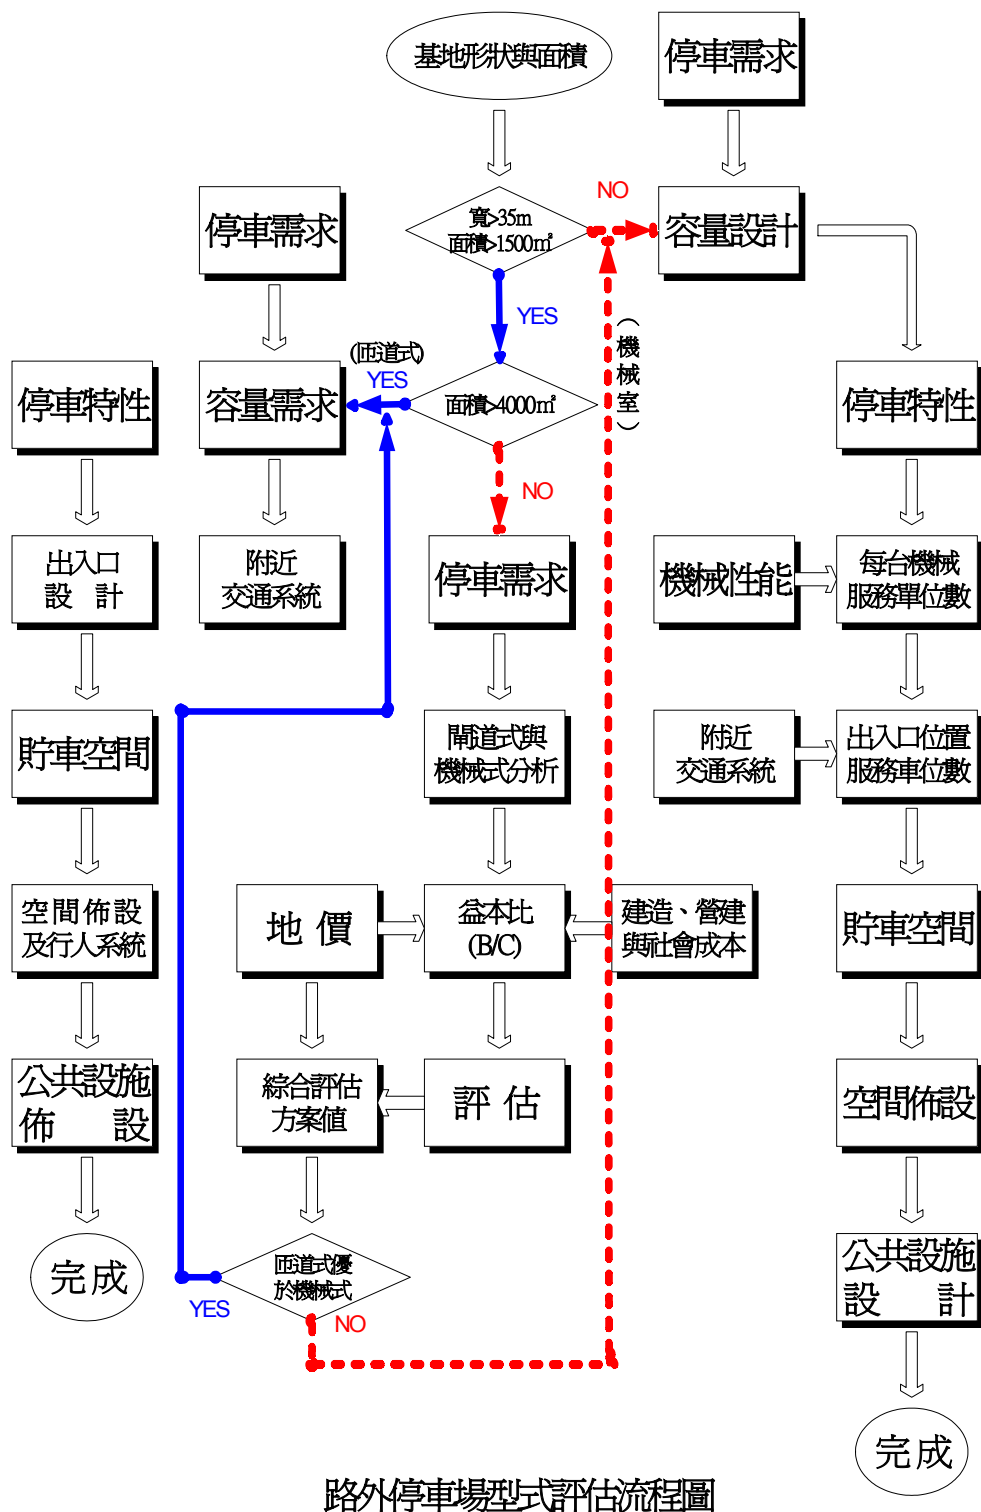 基地形狀與面積
停車需求
NO
寬>35m
面積>1500㎡
容量設計
停車需求
YES
(匝道式)
YES
（機械室）
停車特性
容量需求
面積>4000㎡
停車特性
NO
出入口
設 計
附近
交通系統
停車需求
機械性能
每台機械
服務單位數
貯車空間
閘道式與
機械式分析
附近
交通系統
出入口位置
服務車位數
空間佈設
及行人系統
地 價
益本比
(B/C)
建造、營建
與社會成本
貯車空間
公共設施
佈 設
綜合評估
方案值
評 估
空間佈設
完成
匝道式優
於機械式
公共設施
設 計
YES
NO
完成
路外停車場型式評估流程圖